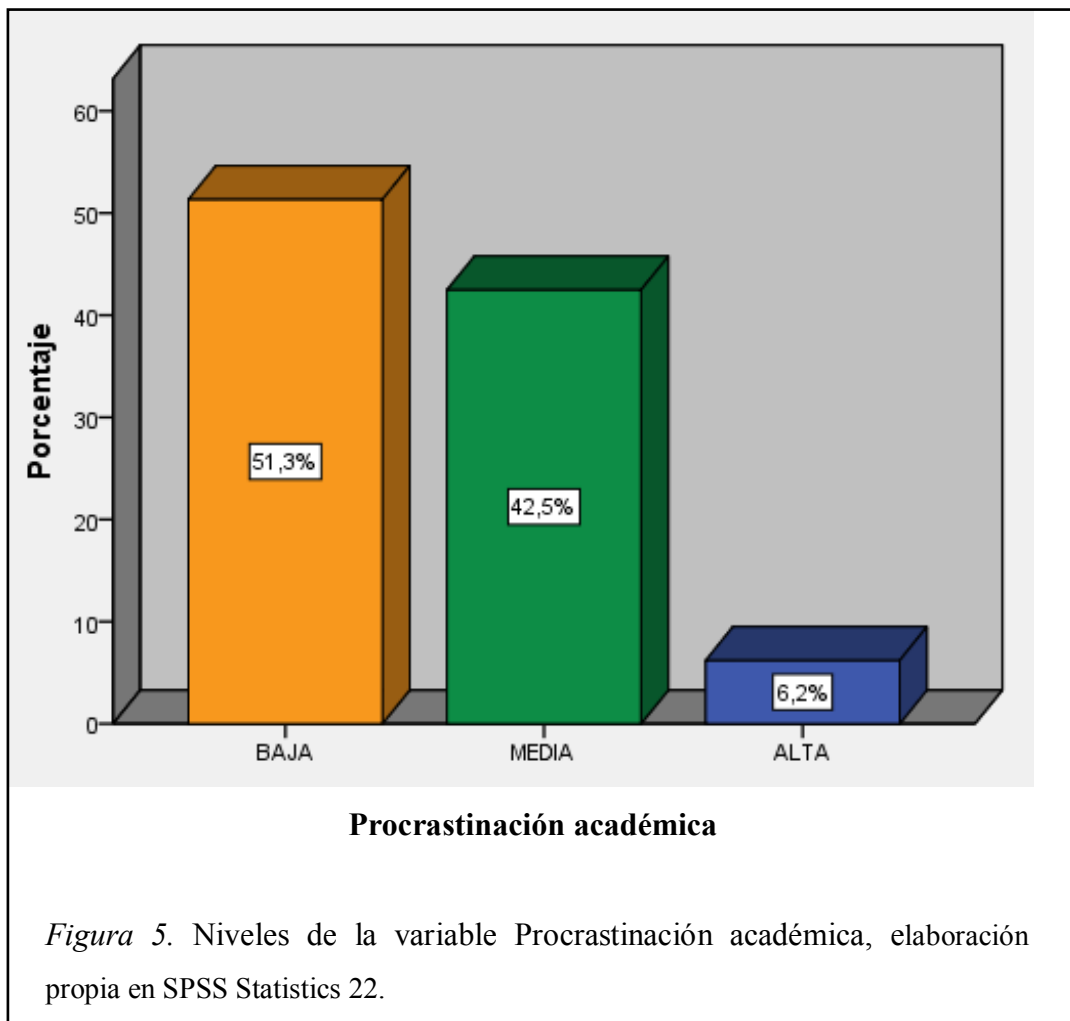 60
50
40
30
20
10
0
Porcentaje
51,3%
42,5%
6,2%
BAJA MEDIA ALTA
Procrastinación académica
Figura 5. Niveles de la variable Procrastinación académica, elaboración
propia en SPSS Statistics 22.